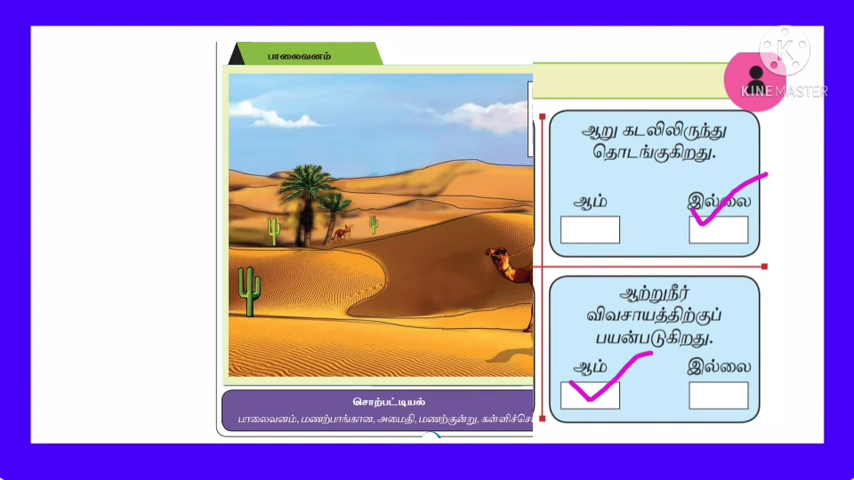 பாலைவனம்
சொற்பட்டியல்
பாலைவனம், மணற்பாங்கான, அமைதி, மணற்குன்று,
KINEMASTER
ஆறு கடலிலிருந்து
தொடங்குகிறது.
ஆம் இல்லை
ஆற்றுநீர்
விவசாயத்திற்குப்
பயன்படுகிறது.
ஆம் இல்லை